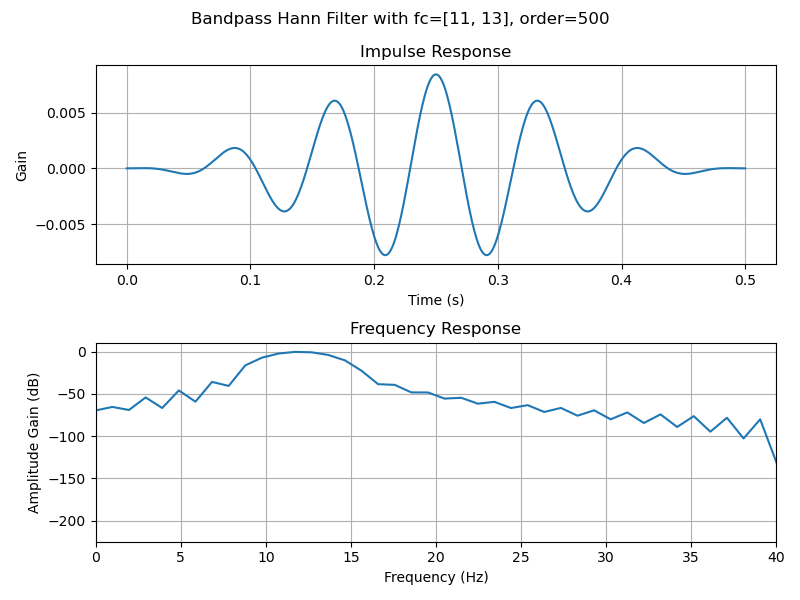 Bandpass Hann Filter with fc=[11, 13], order=500
Impulse Response
0.005
0.000
−0.005
Gain
0.0 0.1 0.2 0.3 0.4 0.5
Time (s)
Frequency Response
0
−50
−100
−150
−200
Amplitude Gain (dB)
0 5 10 15 20 25 30 35 40
Frequency (Hz)